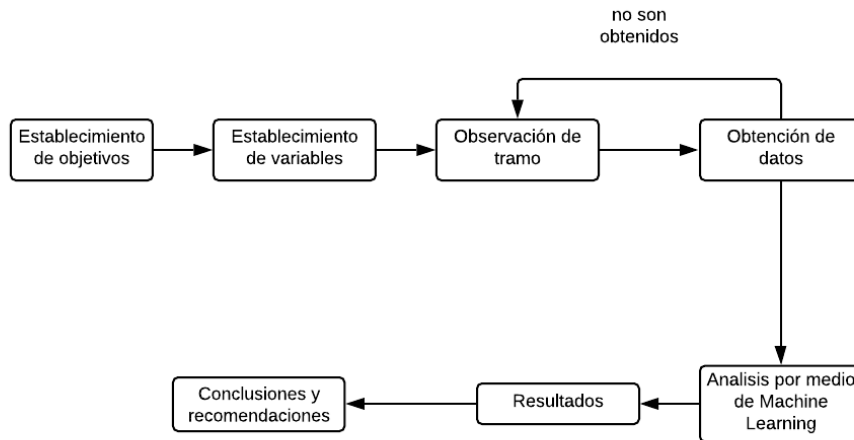 no son
obtenidos
Establecimiento
de objetivos
Establecimiento
de variables
Observación de
tramo
Obtención de
datos
Analisis por medio
de Machine
Learning
Resultados
Conclusiones y
recomendaciones